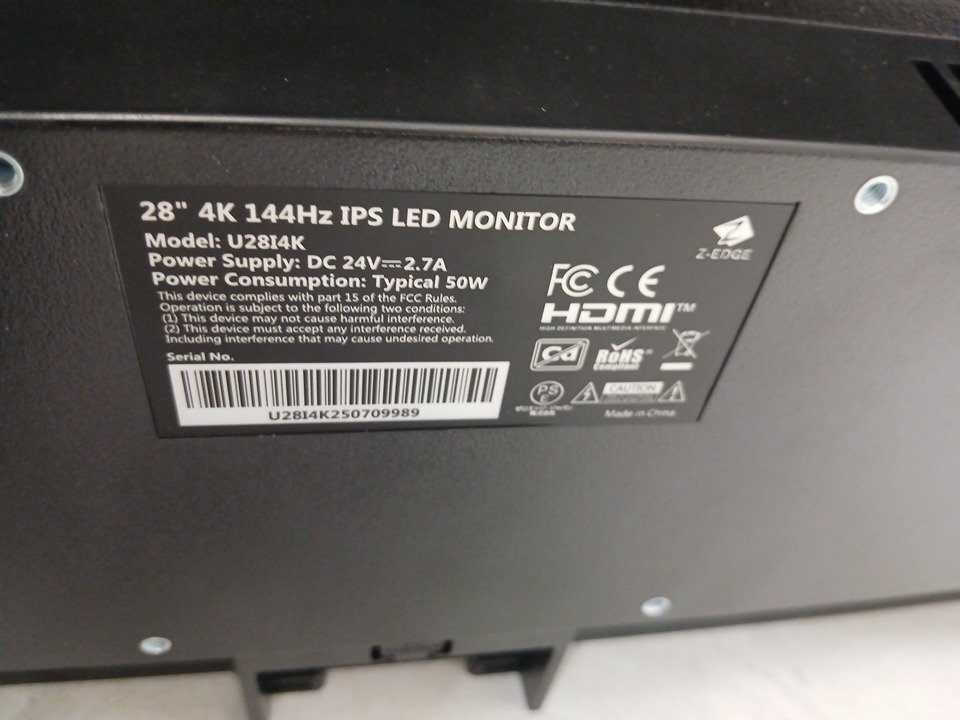 28" 4K 144Hz IPS LED MONITOR
Model: U28I4K
Power Supply: DC 24V⎓2.7A
Power Consumption: Typical 50W
This device complies with part 15 of the FCC Rules.
Operation is subject to the following two conditions:
(1) This device may not cause harmful interference.
(2) This device must accept any interference received.
Including interference that may cause undesired operation.
Serial No.
U28I4K250709989
Z-EDGE
FC CE
HDMI™
HIGH DEFINITION MULTIMEDIA INTERFACE
Cd
RoHS
Compliant
PS
E
CAUTION
Made in China